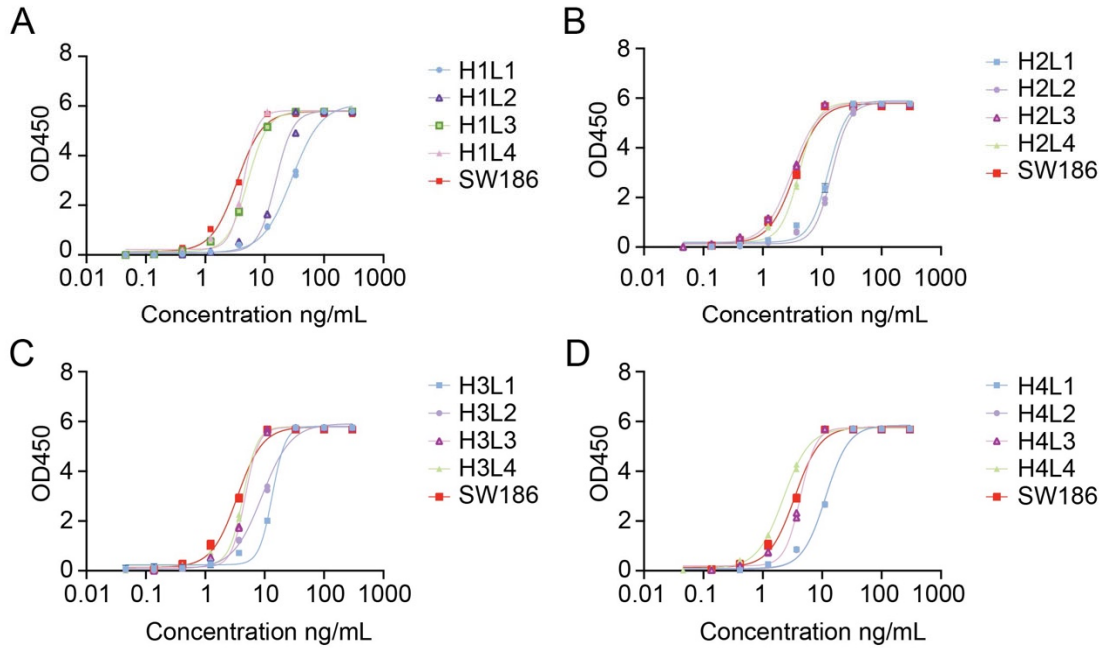 A
OD450
8
6
4
2
0
0.01 0.1 1 10 100 1000
Concentration ng/mL
H1L1
H1L2
H1L3
H1L4
SW186
B
OD450
8
6
4
2
0
0.01 0.1 1 10 100 1000
Concentration ng/mL
H2L1
H2L2
H2L3
H2L4
SW186
C
OD450
8
6
4
2
0
0.01 0.1 1 10 100 1000
Concentration ng/mL
H3L1
H3L2
H3L3
H3L4
SW186
D
OD450
8
6
4
2
0
0.01 0.1 1 10 100 1000
Concentration ng/mL
H4L1
H4L2
H4L3
H4L4
SW186